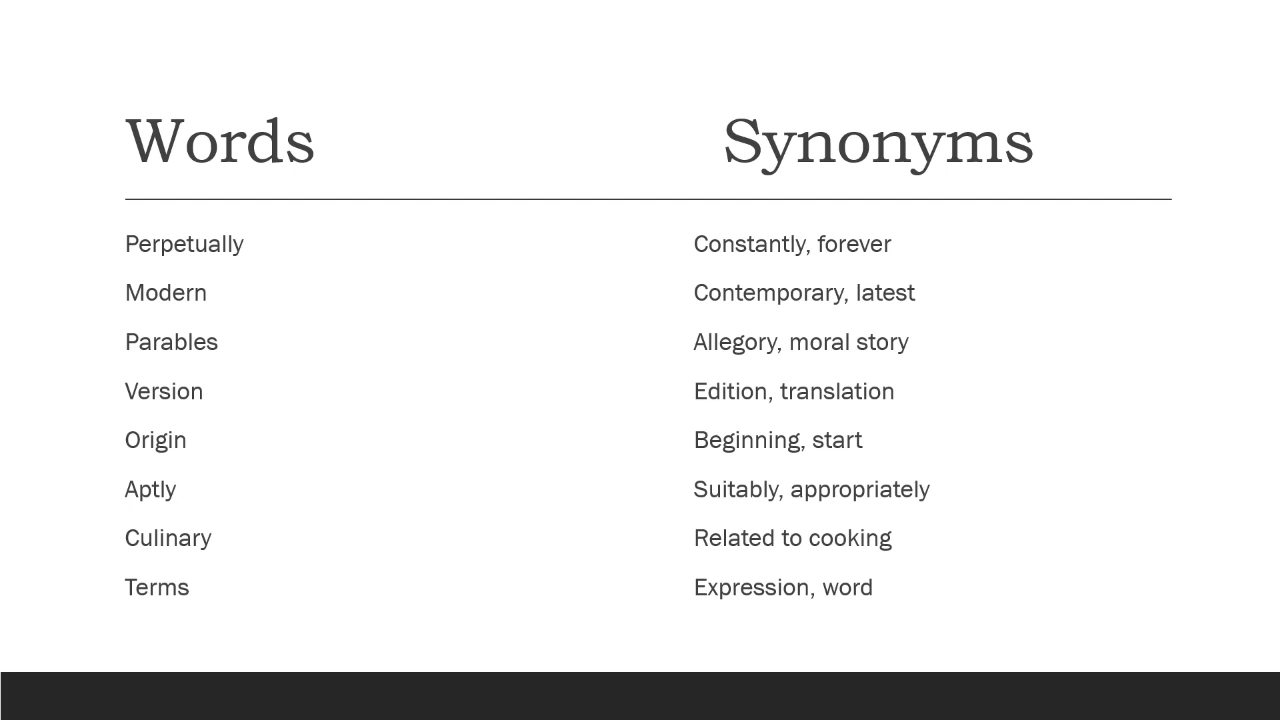 Words Synonyms
Perpetually Constantly, forever
Modern Contemporary, latest
Parables Allegory, moral story
Version Edition, translation
Origin Beginning, start
Aptly Suitably, appropriately
Culinary Related to cooking
Terms Expression, word